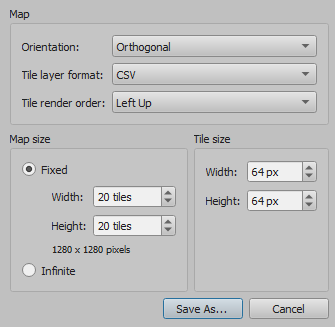 Map
Orientation: Orthogonal
Tile layer format: CSV
Tile render order: Left Up
Map size
Fixed
Width: 20 tiles
Height: 20 tiles
1280 x 1280 pixels
Infinite
Tile size
Width: 64 px
Height: 64 px
Save As... Cancel